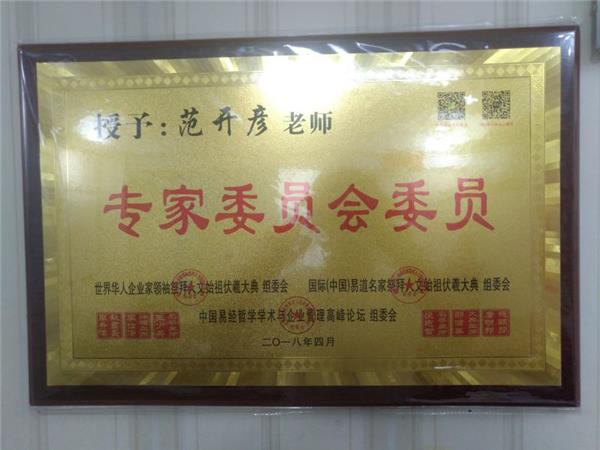 授予:范开彦 老师
专家委员会委员
世界华人企业家领袖祭拜人文始祖伏羲大典 组委会 国际(中国)易道名家祭拜人文始祖伏羲大典 组委会
中国易经哲学学术与企业管理高峰论坛 组委会
二〇一八年四月